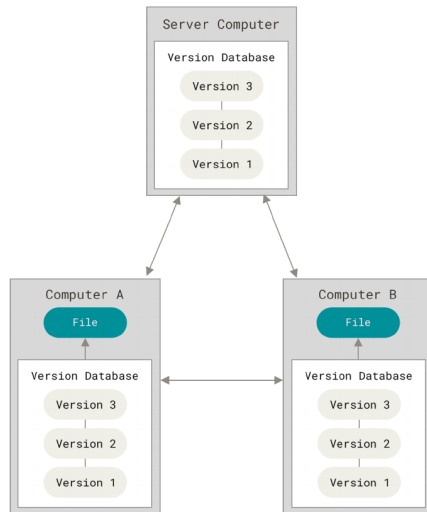 Server Computer
Version Database
Version 3
Version 2
Version 1
Computer A
File
Version Database
Version 3
Version 2
Version 1
Computer B
File
Version Database
Version 3
Version 2
Version 1